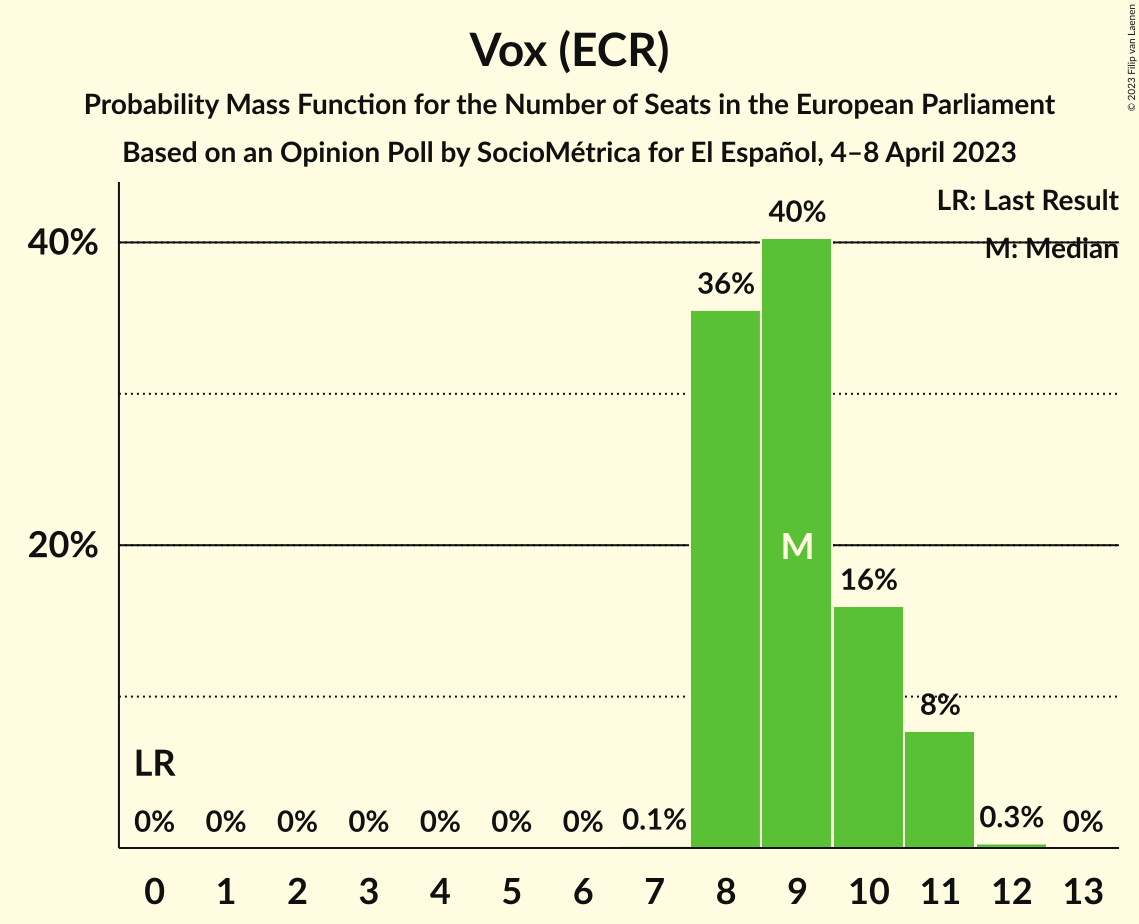 Vox (ECR)
Probability Mass Function for the Number of Seats in the European Parliament
Based on an Opinion Poll by SocioMétrica for El Español, 4–8 April 2023
© 2023 Filip van Laenen
LR: Last Result
M: Median
40%
20%
40%
36%
M
16%
8%
LR
0% 0% 0% 0% 0% 0% 0% 0.1% 0.3% 0%
0 1 2 3 4 5 6 7 8 9 10 11 12 13